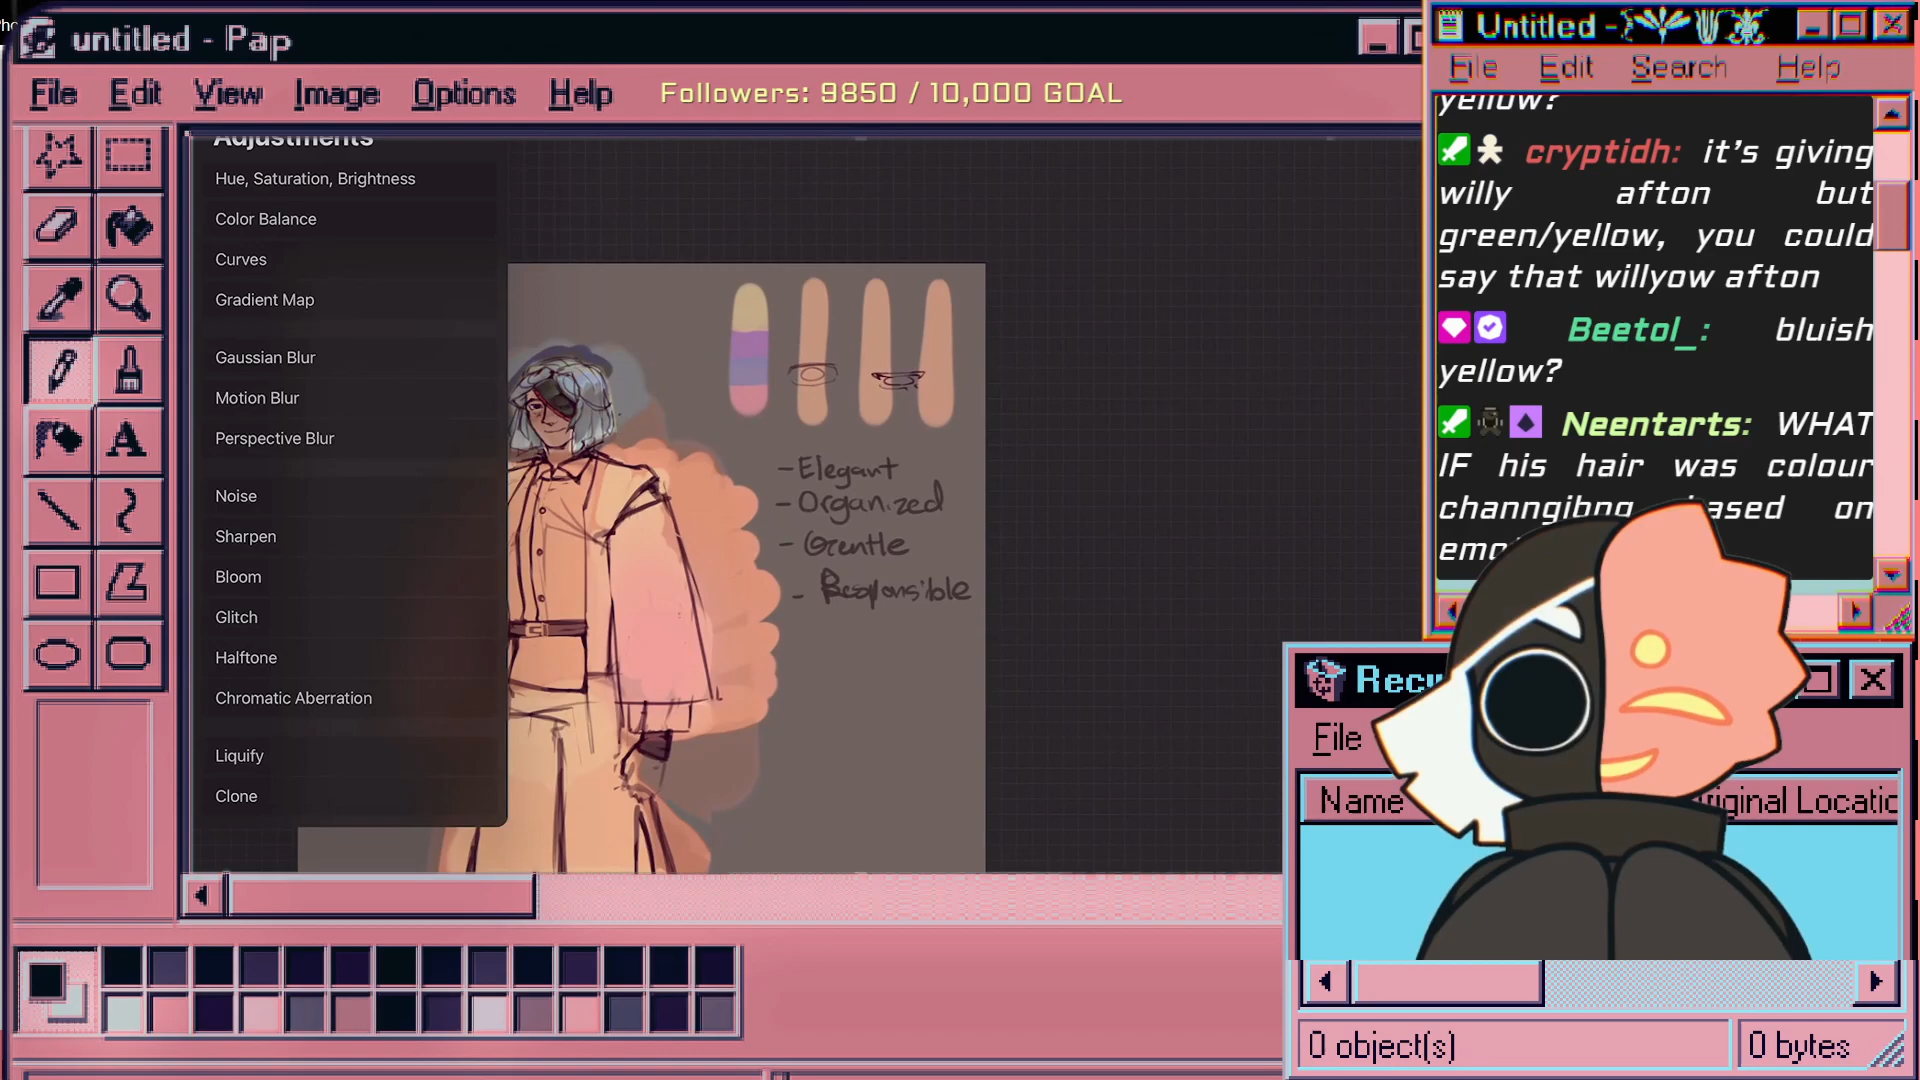 untitled - Pap
File Edit View Image Options Help
Followers: 9850 / 10,000 GOAL
Adjustments
Hue, Saturation, Brightness
Color Balance
Curves
Gradient Map
Gaussian Blur
Motion Blur
Perspective Blur
Noise
Sharpen
Bloom
Glitch
Halftone
Chromatic Aberration
Liquify
Clone
- Elegant
- Organized
- Gentle
- Responsible
Untitled -
File Edit Search Help
yellow?
cryptidh: it's giving
willy afton but
green/yellow, you could
say that willyow afton
Beetol_: bluish
yellow?
Neentarts: WHAT
IF his hair was colour
channgibng based on
File
Name
0 object(s)
0 bytes